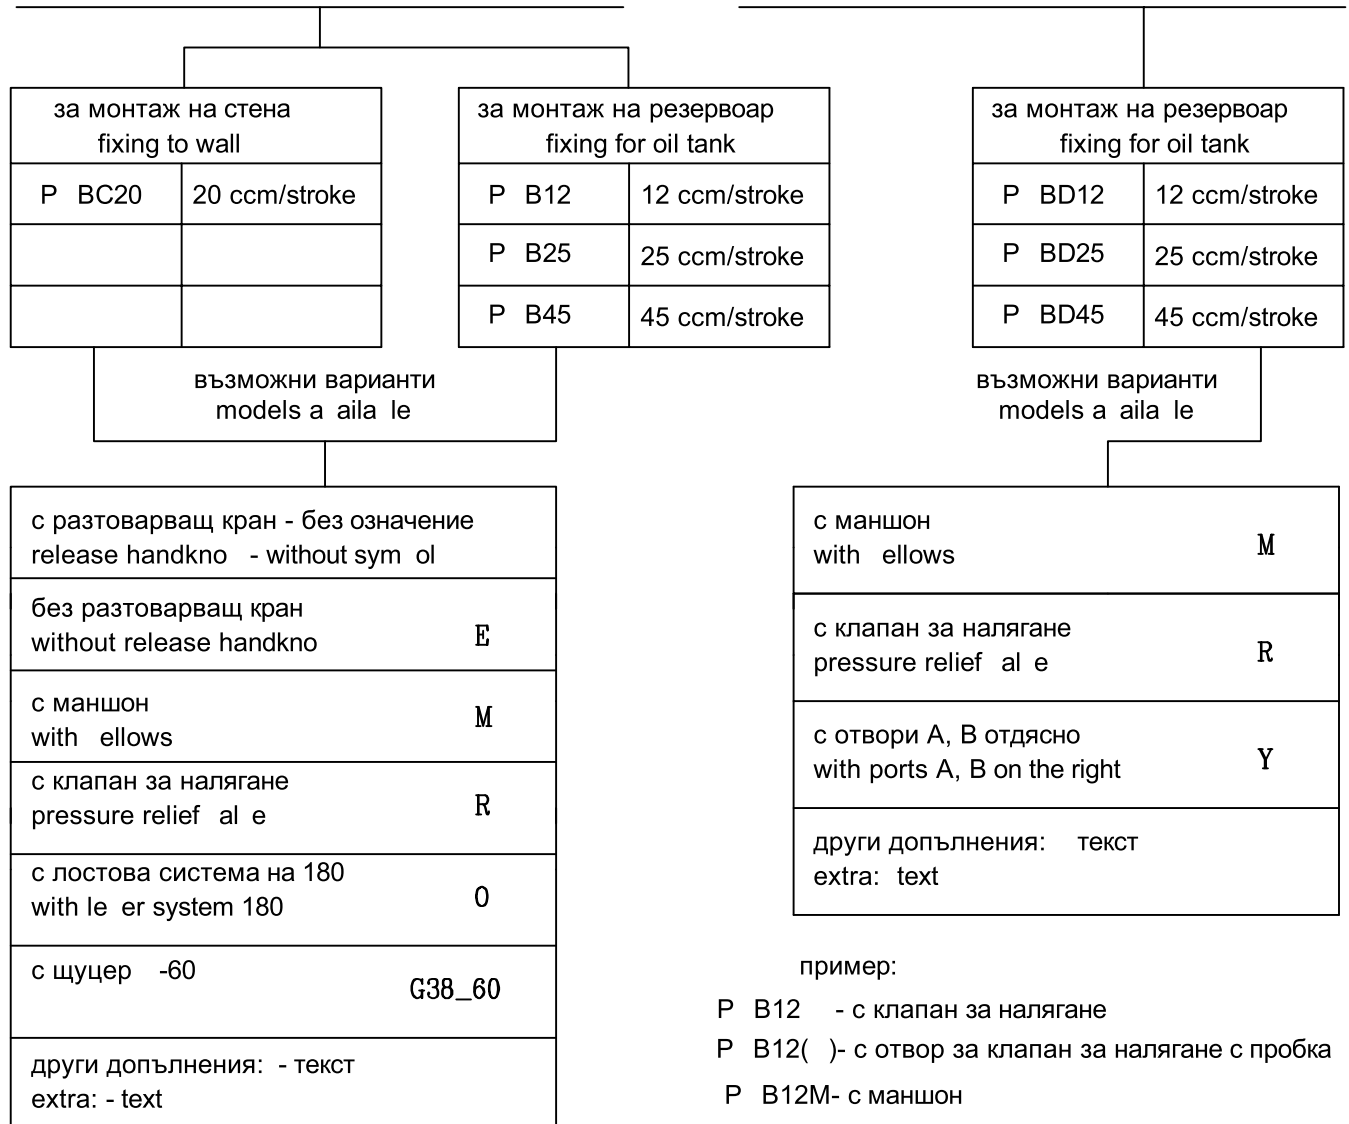 за монтаж на стена
fixing to wall
P BC20 20 ccm/stroke
за монтаж на резервоар
fixing for oil tank
P B12 12 ccm/stroke
P B25 25 ccm/stroke
P B45 45 ccm/stroke
за монтаж на резервоар
fixing for oil tank
P BD12 12 ccm/stroke
P BD25 25 ccm/stroke
P BD45 45 ccm/stroke
възможни варианти
models a aila le
възможни варианти
models a aila le
с разтоварващ кран - без означение
release handkno - without sym ol
без разтоварващ кран
without release handkno E
с маншон
with ellows M
с клапан за налягане
pressure relief al e R
с лостова система на 180
with le er system 180 O
с щуцер -60
G38_60
други допълнения: - текст
extra: - text
с маншон
with ellows M
с клапан за налягане
pressure relief al e R
с отвори А, В отдясно
with ports A, B on the right Y
други допълнения: текст
extra: text
пример:
P B12 - с клапан за налягане
P B12( )- с отвор за клапан за налягане с пробка
P B12M- с маншон